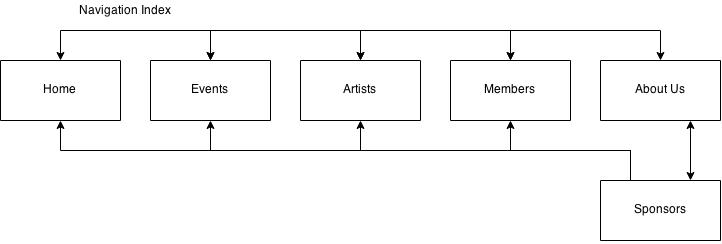 Navigation Index
Home
Events
Artists
Members
About Us
Sponsors